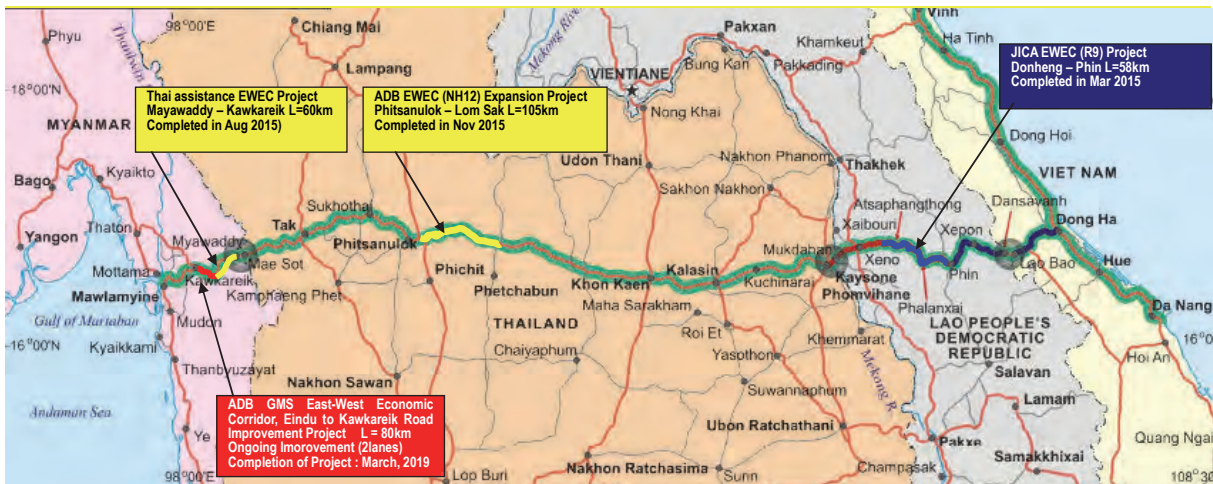 98°00'E
Phyu
Thanlwin
Chiang Mai
Lampang
Mekong River
Pakxan
Bung Kan
Khamkeut
Pakkading
Vinh
Ha Tinh
JICA EWEC (R9) Project
Donheng – Phin L=58km
Completed in Mar 2015
18°00'N
Thai assistance EWEC Project
Mayawaddy – Kawkareik L=60km
Completed in Aug 2015)
ADB EWEC (NH12) Expansion Project
Phitsanulok – Lom Sak L=105km
Completed in Nov 2015
VIENTIANE
Nong Khai
MYANMAR
Dong Hoi
Bago
Kyaikto
Udon Thani
Nakhon Phanom
Thakhek
Sakhon Nakhon
VIET NAM
Yangon
Thaton
Sukhothai
Tak
Phitsanulok
Atsaphangthong
Dansavanh
Xaibouri
Xepon
Dong Ha
Myawaddy
Mae Sot
Mukdahan
Xeno
Mottama
Kawkareik
Phichit
Kalasin
Kaysone
Phomvihane
Phin
Lao Bao
Hue
Mawlamyine
Kamphaeng Phet
Phetchabun
Khon Kaen
Kuchinarai
Phalanxai
Maha Sarakham
Da Nang
Gulf of Martaban
Mudon
THAILAND
Roi Et
Khemmarat
LAO PEOPLE'S
DEMOCRATIC
REPUBLIC
16°00'N
Kyaikkami
Chaiyaphum
Yasothon
Mekong R.
16°0
Hoi An
Thanbyuzayat
Salavan
Nakhon Sawan
Suwannaphum
Andaman Sea
Ye
ADB GMS East-West Economic
Corridor, Eindu to Kawkareik Road
Improvement Project L = 80km
Ongoing Imorovement (2lanes)
Completion of Project : March, 2019
Lamam
Ubon Ratchathani
Pakxe
Quang Ngai
Nakhon Ratchasima
Samakkhixai
98°00'E
Lop Buri
Surin
Champasak
108°30